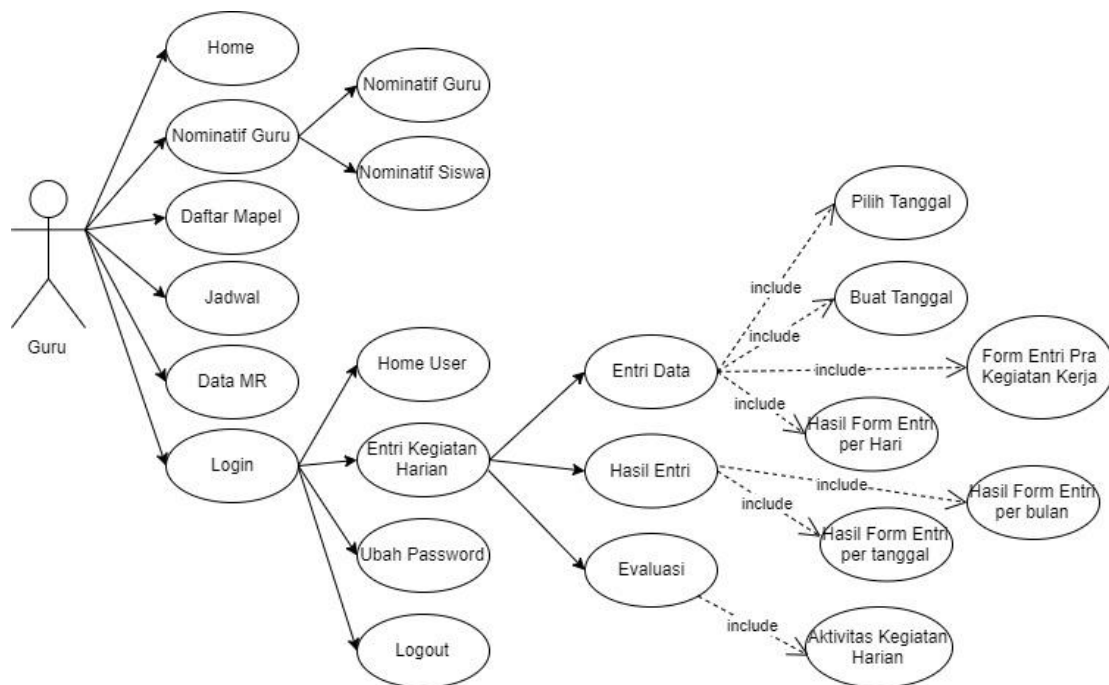 Home
Nominatif Guru
Nominatif Guru
Nominatif Siswa
Daftar Mapel
Jadwal
Data MR
Login
Guru
Home User
Entri Kegiatan
Harian
Ubah Password
Logout
Entri Data
Hasil Entri
Evaluasi
include
include
include
include
include
include
include
Pilih Tanggal
Buat Tanggal
Form Entri Pra
Kegiatan Kerja
Hasil Form Entri
per Hari
Hasil Form Entri
per bulan
Hasil Form Entri
per tanggal
Aktivitas Kegiatan
Harian